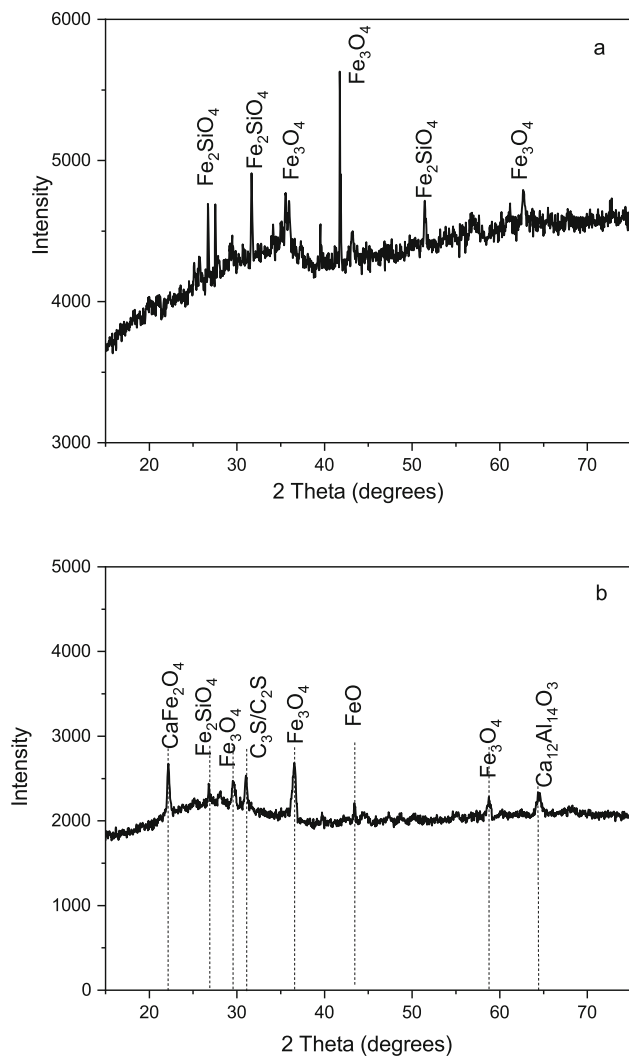 a
6000
5000
4000
3000
Intensity
Fe2SiO4
Fe2SiO4
Fe3O4
Fe3O4
Fe2SiO4
Fe3O4
20 30 40 50 60 70
2 Theta (degrees)
b
5000
4000
3000
2000
1000
0
Intensity
CaFe2O4
Fe2SiO4
Fe3O4
C3S/C2S
Fe3O4
FeO
Fe3O4
Ca12Al14O3
20 30 40 50 60 70
2 Theta (degrees)